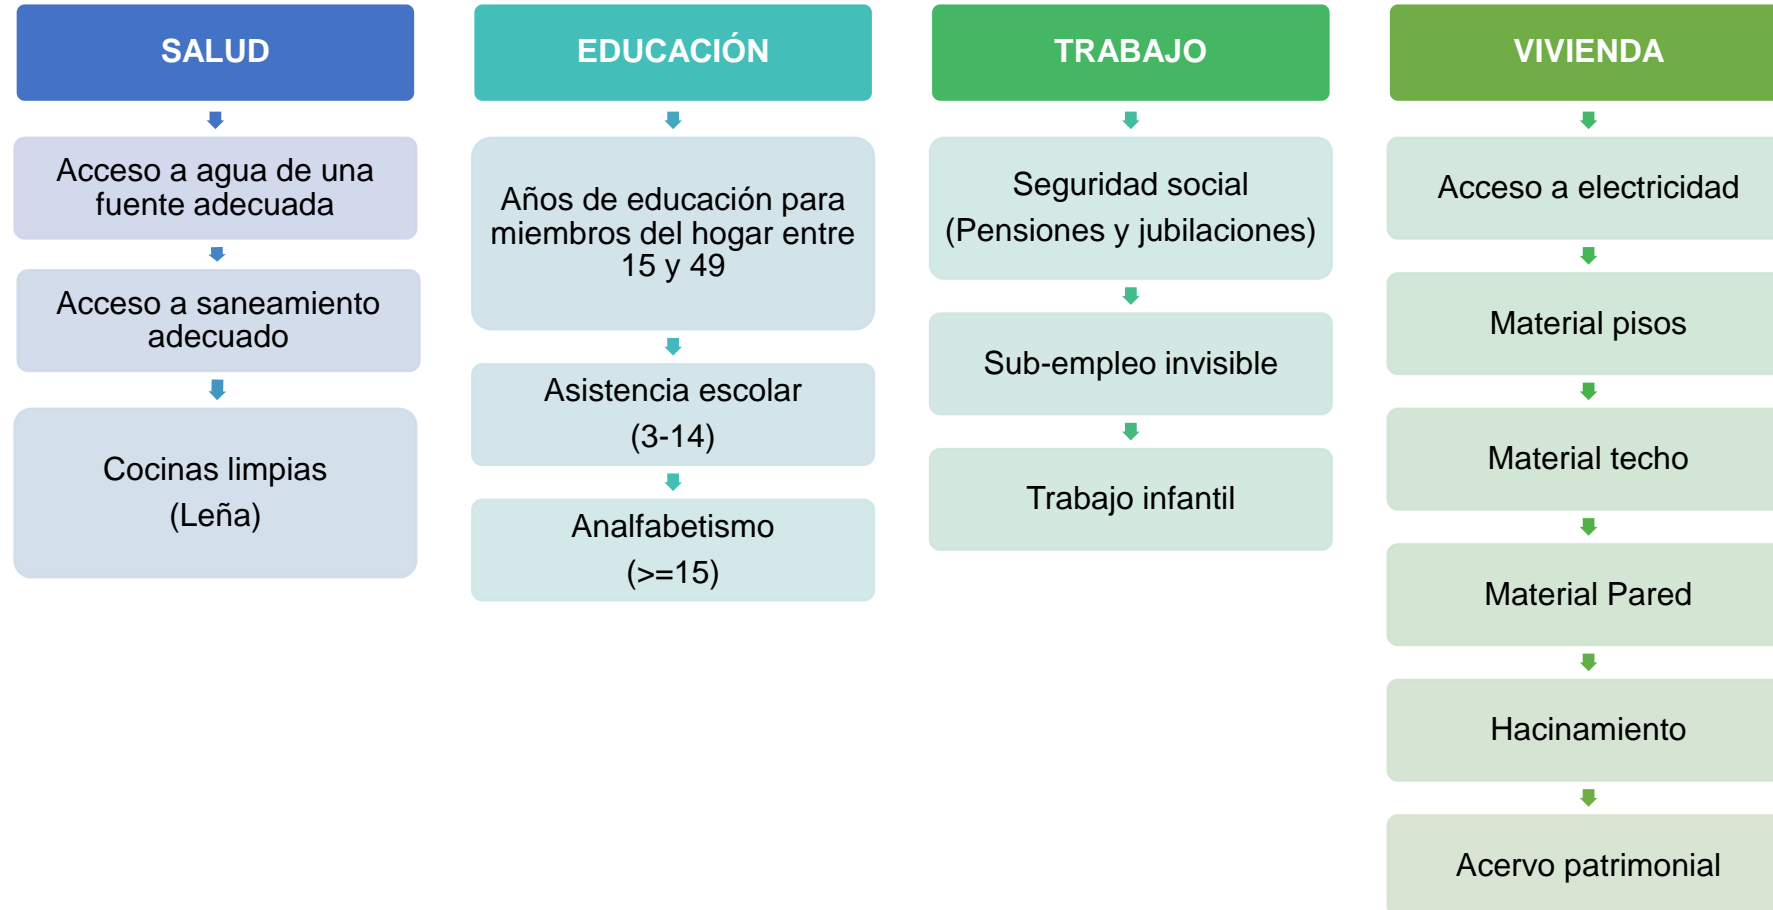 SALUD
Acceso a agua de una
fuente adecuada
Acceso a saneamiento
adecuado
Cocinas limpias
(Leña)
EDUCACIÓN
Años de educación para
miembros del hogar entre
15 y 49
Asistencia escolar
(3-14)
Analfabetismo
(>=15)
TRABAJO
Seguridad social
(Pensiones y jubilaciones)
Sub-empleo invisible
Trabajo infantil
VIVIENDA
Acceso a electricidad
Material pisos
Material techo
Material Pared
Hacinamiento
Acervo patrimonial